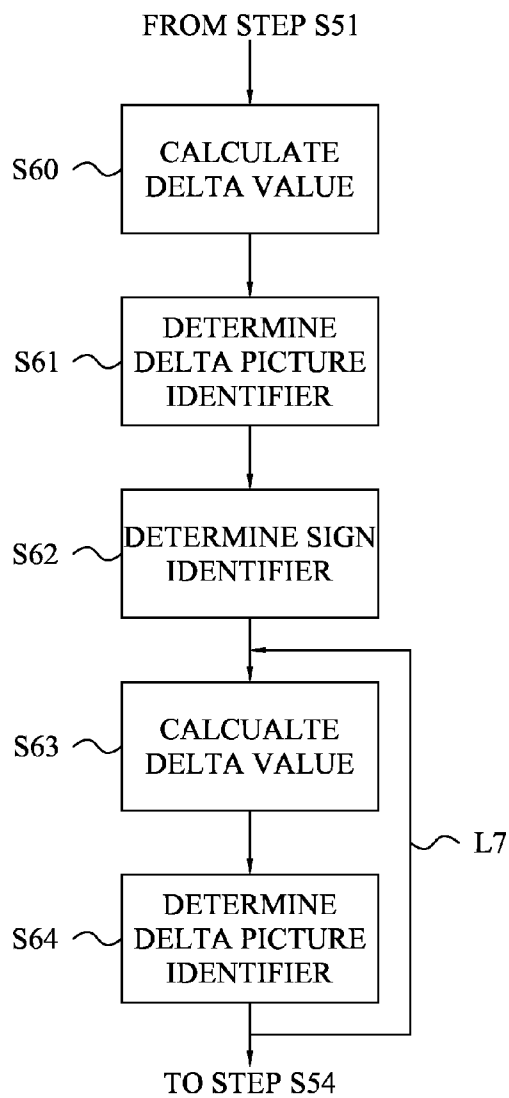 FROM STEP S51
S60
CALCULATE
DELTA VALUE
S61
DETERMINE
DELTA PICTURE
IDENTIFIER
S62
DETERMINE SIGN
IDENTIFIER
S63
CALCUALTE
DELTA VALUE
L7
S64
DETERMINE
DELTA PICTURE
IDENTIFIER
TO STEP S54